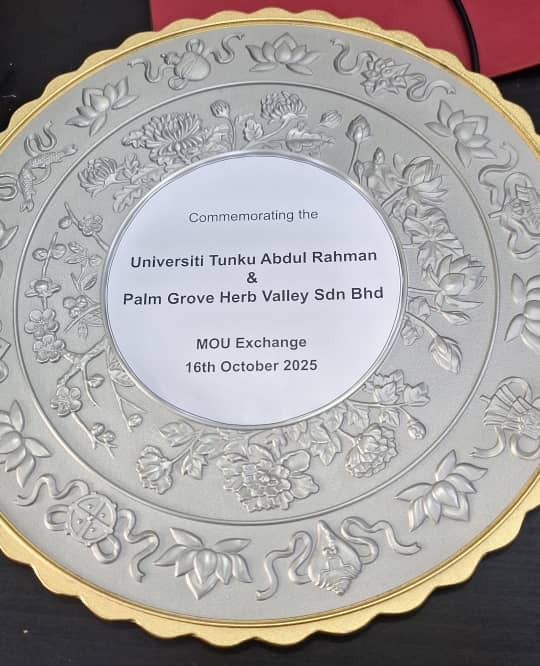 Commemorating the
Universiti Tunku Abdul Rahman
&
Palm Grove Herb Valley Sdn Bhd
MOU Exchange
16th October 2025